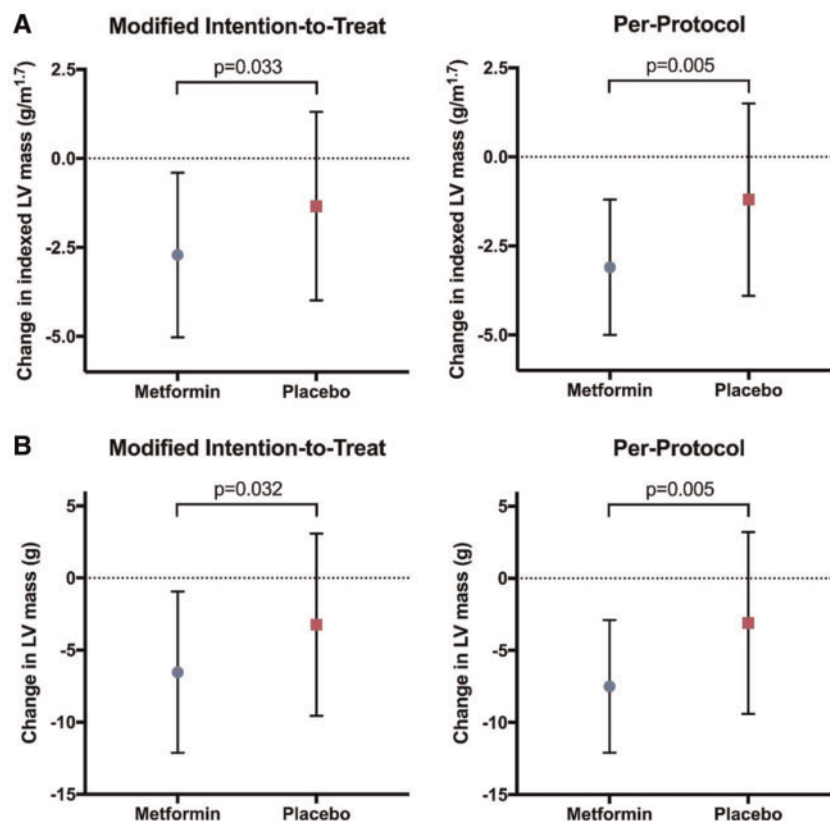 A
Modified Intention-to-Treat
Per-Protocol
p=0.033
p=0.005
Change in indexed LV mass (g/m1.7)
2.5
0.0
-2.5
-5.0
Metformin
Placebo
Change in indexed LV mass (g/m1.7)
2.5
0.0
-2.5
-5.0
Metformin
Placebo
B
Modified Intention-to-Treat
Per-Protocol
p=0.032
p=0.005
Change in LV mass (g)
5
0
-5
-10
-15
Metformin
Placebo
Change in LV mass (g)
5
0
-5
-10
-15
Metformin
Placebo